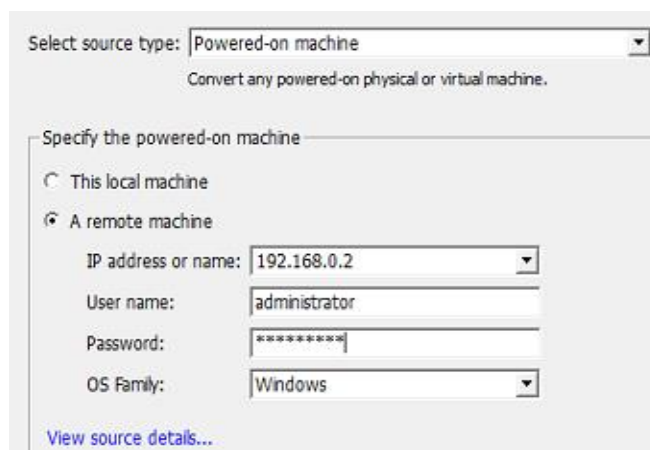 Select source type: Powered-on machine
Convert any powered-on physical or virtual machine.
Specify the powered-on machine
This local machine
A remote machine
IP address or name: 192.168.0.2
User name: administrator
Password: *********
OS Family: Windows
View source details...